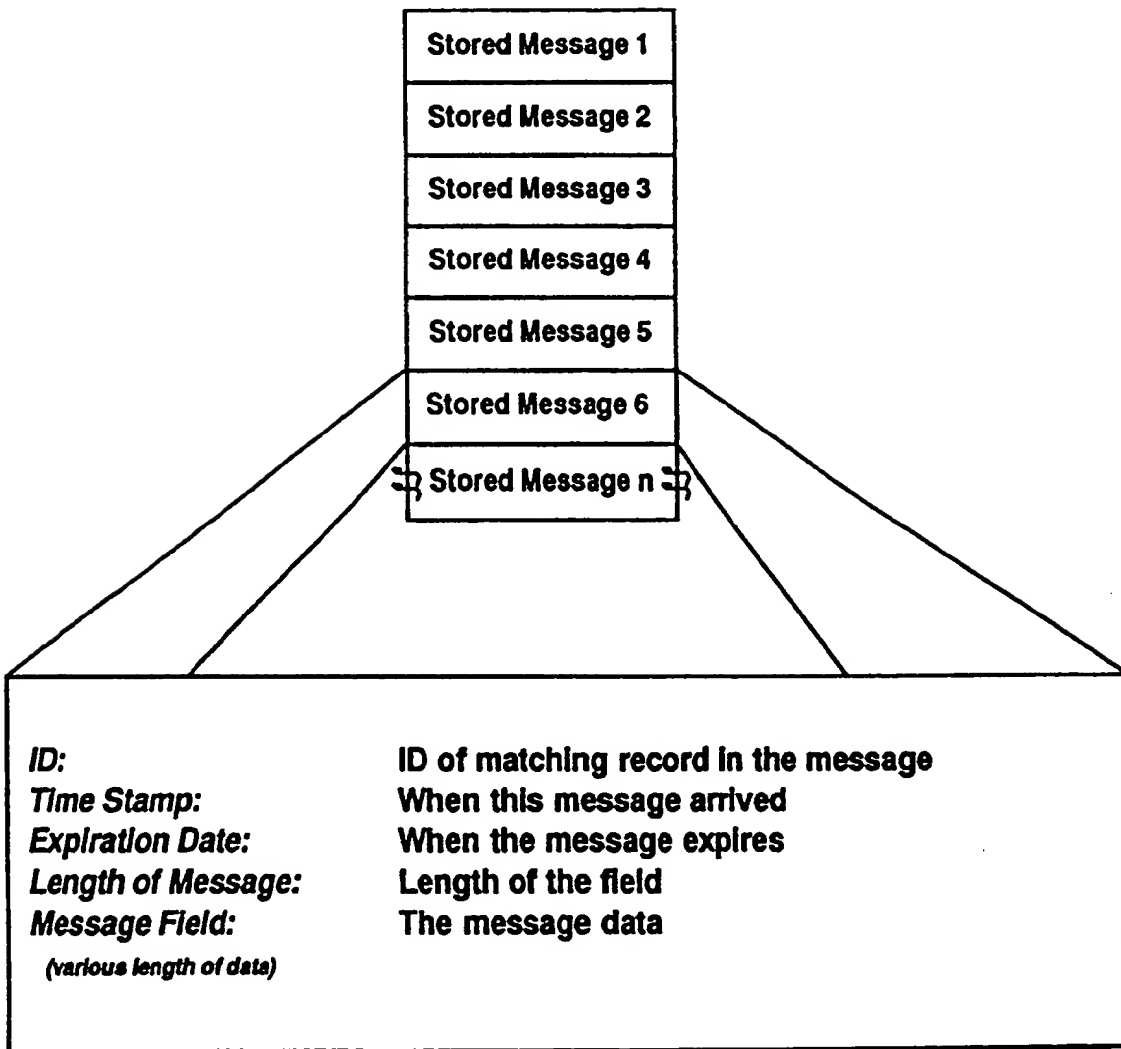 Stored Message 1
Stored Message 2
Stored Message 3
Stored Message 4
Stored Message 5
Stored Message 6
Stored Message n
ID: ID of matching record in the message
Time Stamp: When this message arrived
Expiration Date: When the message expires
Length of Message: Length of the field
Message Field: The message data
(various length of data)